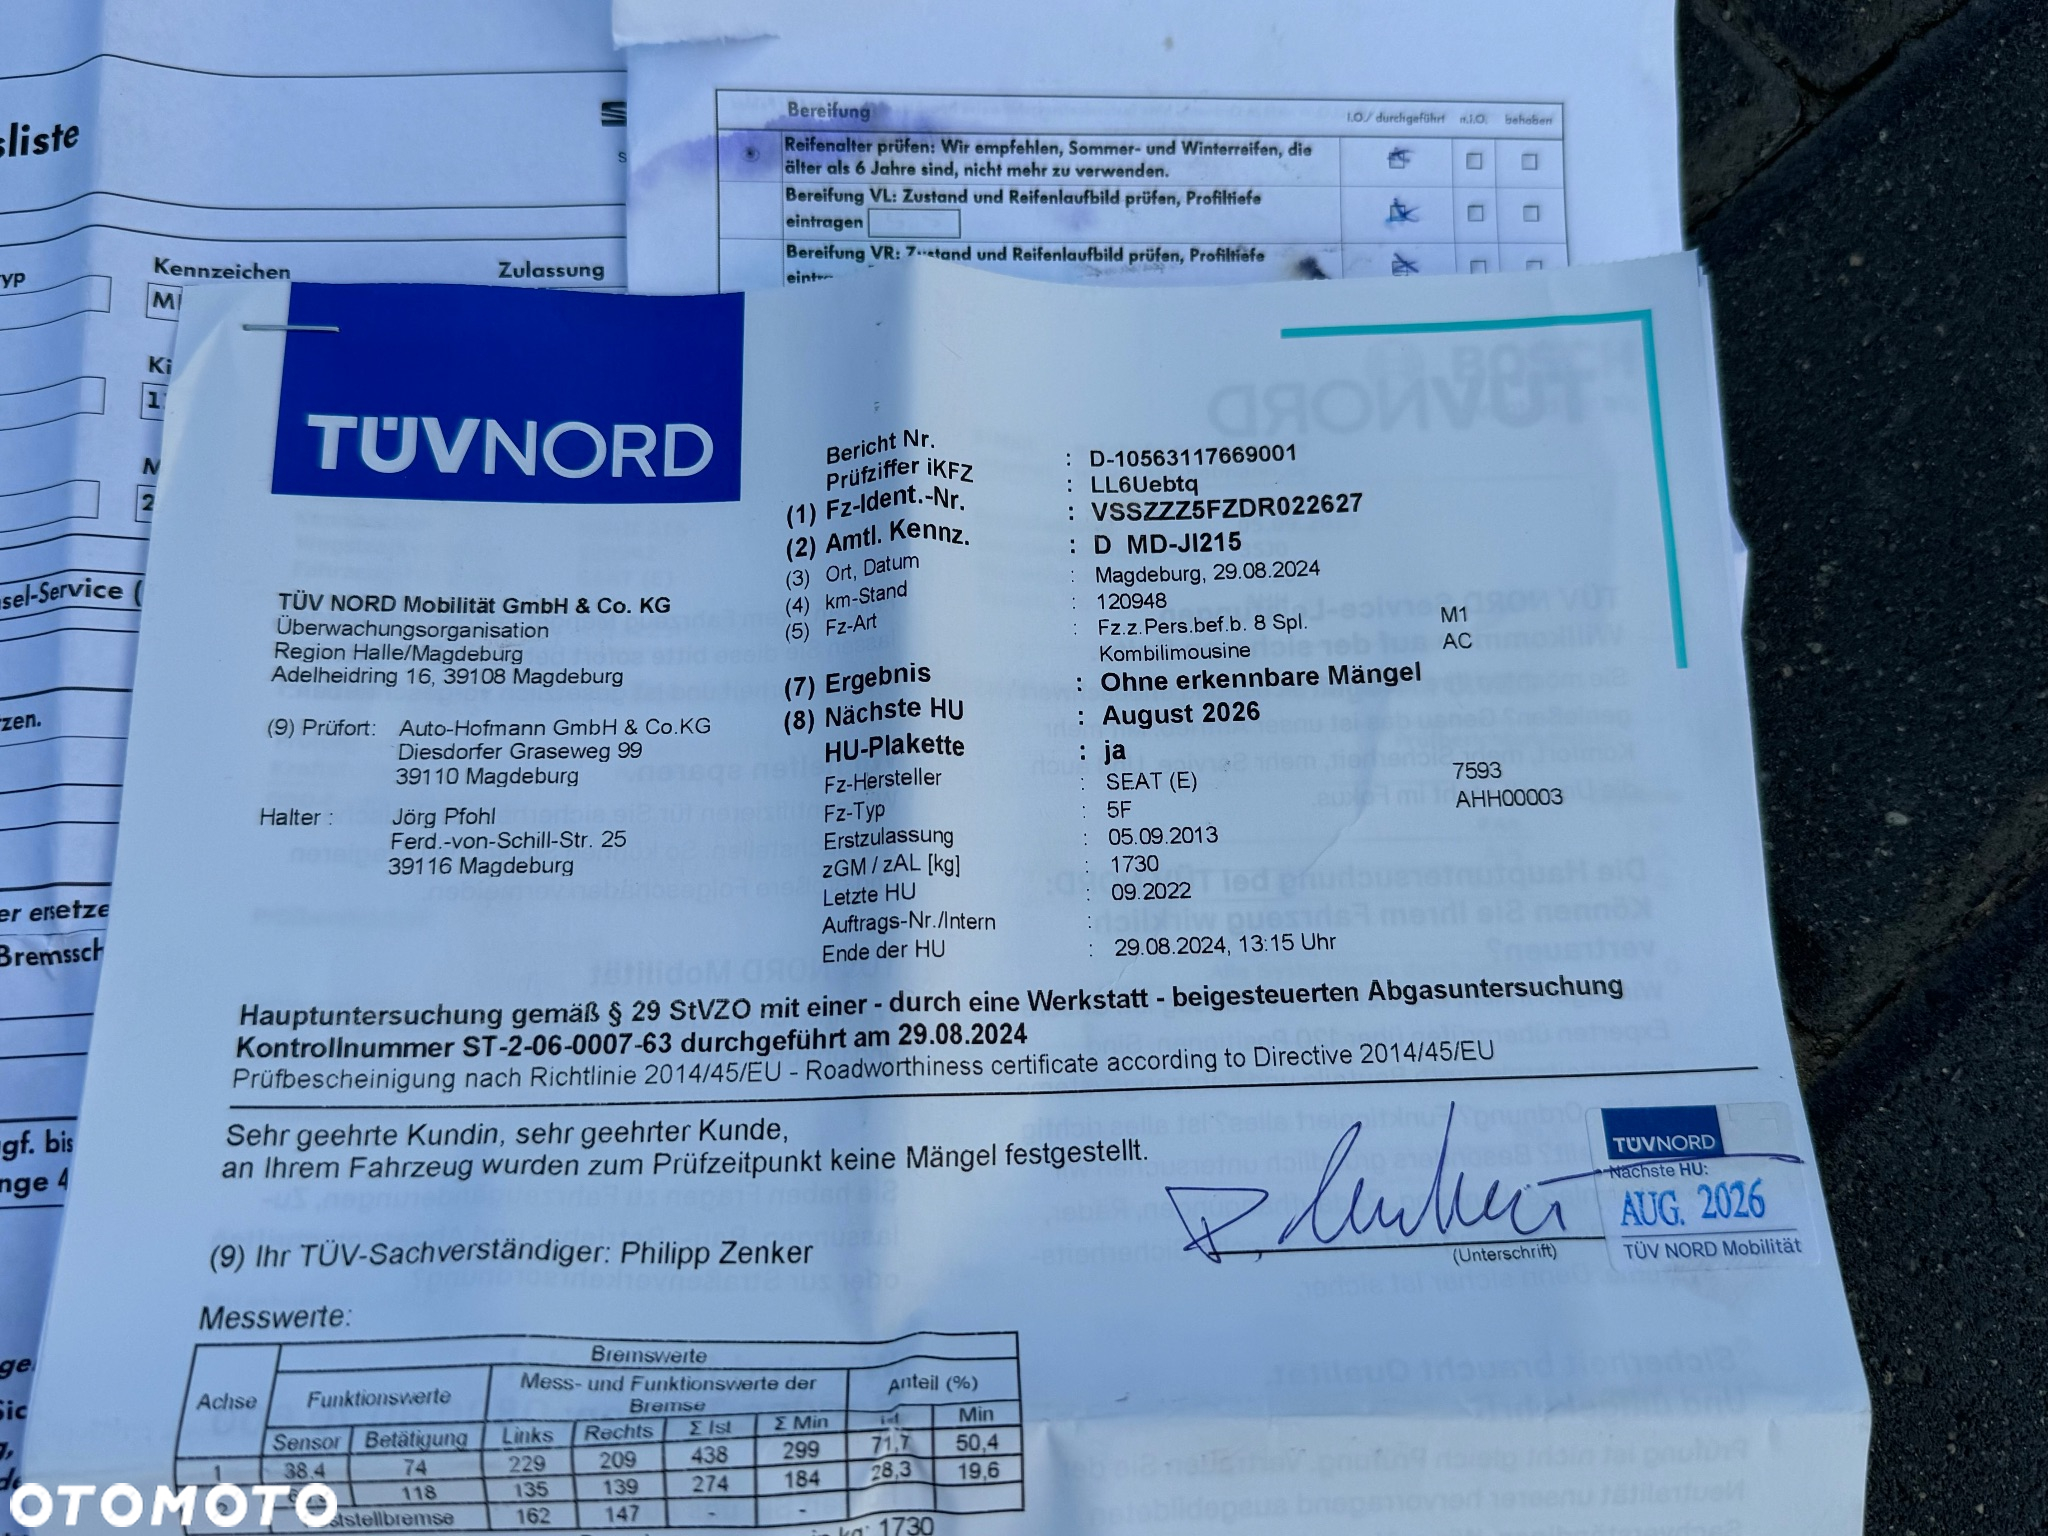 liste
Kennzeichen
Zulassung
Bereifung
I.O./ durchgeführt
n.I.O.
behoben
Reifenalter prüfen: Wir empfehlen, Sommer- und Winterreifen, die
älter als 6 Jahre sind, nicht mehr zu verwenden.
Bereifung VL: Zustand und Reifenlaufbild prüfen, Profiltiefe
eintragen
Bereifung VR: Zustand und Reifenlaufbild prüfen, Profiltiefe
TÜVNORD
Bericht Nr. : D-10563117669001
Prüfziffer iKFZ : LL6Uebtq
(1) Fz-Ident.-Nr. : VSSZZZ5FZDR022627
(2) Amtl. Kennz. : D MD-JI215
(3) Ort, Datum : Magdeburg, 29.08.2024
(4) km-Stand : 120948
(5) Fz-Art : Fz.z.Pers.bef.b. 8 Spl. M1
Kombilimousine AC
(7) Ergebnis : Ohne erkennbare Mängel
(8) Nächste HU : August 2026
HU-Plakette : ja
Fz-Hersteller : SEAT (E) 7593
Fz-Typ : 5F AHH00003
Erstzulassung : 05.09.2013
zGM / zAL [kg] : 1730
Letzte HU : 09.2022
Auftrags-Nr./Intern :
Ende der HU : 29.08.2024, 13:15 Uhr
TÜV NORD Mobilität GmbH & Co. KG
Überwachungsorganisation
Region Halle/Magdeburg
Adelheidring 16, 39108 Magdeburg
(9) Prüfort: Auto-Hofmann GmbH & Co.KG
Diesdorfer Graseweg 99
39110 Magdeburg
Halter : Jörg Pfohl
Ferd.-von-Schill-Str. 25
39116 Magdeburg
Hauptuntersuchung gemäß § 29 StVZO mit einer - durch eine Werkstatt - beigesteuerten Abgasuntersuchung
Kontrollnummer ST-2-06-0007-63 durchgeführt am 29.08.2024
Prüfbescheinigung nach Richtlinie 2014/45/EU - Roadworthiness certificate according to Directive 2014/45/EU
Sehr geehrte Kundin, sehr geehrter Kunde,
an Ihrem Fahrzeug wurden zum Prüfzeitpunkt keine Mängel festgestellt.
(9) Ihr TÜV-Sachverständiger: Philipp Zenker
(Unterschrift)
TÜVNORD
Nächste HU:
AUG. 2026
TÜV NORD Mobilität
Messwerte:
Bremswerte
Achse Funktionswerte Mess- und Funktionswerte der Bremse Anteil (%)
Sensor Betätigung Links Rechts Σ Ist Σ Min Ist Min
1 38,4 74 229 209 438 299 71,7 50,4
118 135 139 274 184 28,3 19,6
tstellbremse 162 147 - -
kg: 1730
OTOMOTO